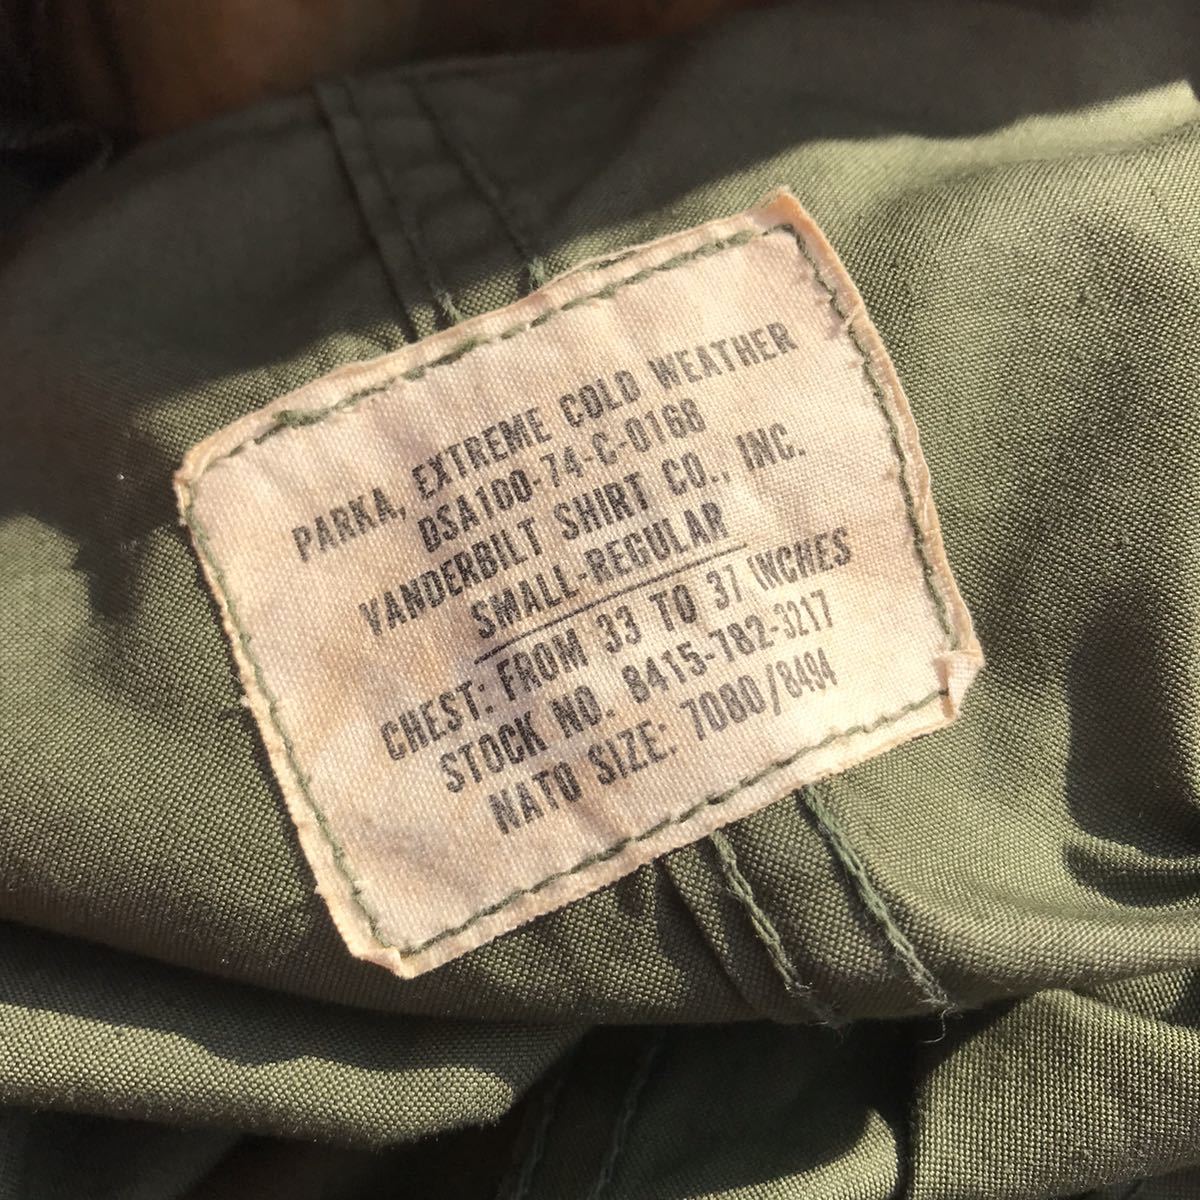 PARKA, EXTREME COLD WEATHER
DSA100-74-C-0168
VANDERBILT SHIRT CO., INC.
SMALL-REGULAR
CHEST: FROM 33 TO 37 INCHES
STOCK NO. 8415-782-3217
NATO SIZE: 7080/8494